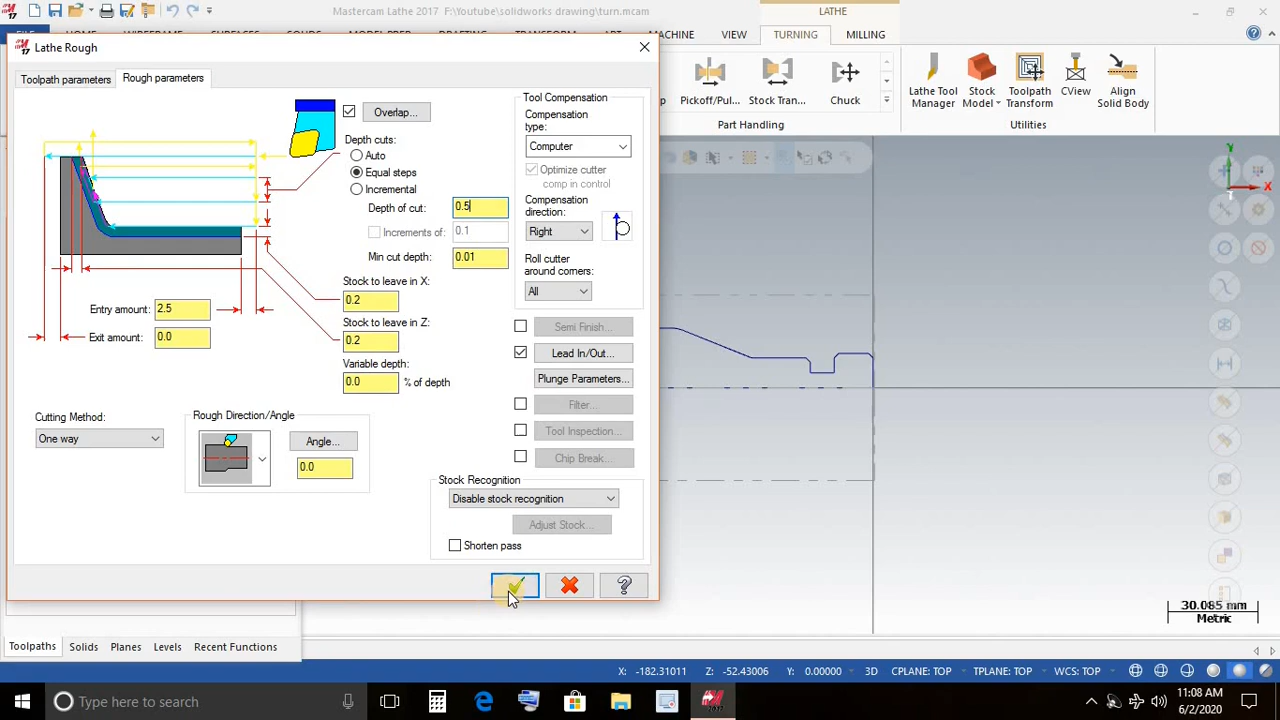 Mastercam Lathe 2017  F:\Youtube\solidworks drawing\turn.mcam
LATHE
MACHINE
VIEW
TURNING
MILLING
Lathe Rough
Toolpath parameters
Rough parameters
Overlap...
Depth cuts:
Auto
Equal steps
Incremental
Depth of cut:
0.5
Increments of:
0.1
Min cut depth:
0.01
Stock to leave in X:
0.2
Stock to leave in Z:
0.2
Variable depth:
0.0
% of depth
Entry amount:
2.5
Exit amount:
0.0
Cutting Method:
One way
Rough Direction/Angle
Angle...
0.0
Tool Compensation
Compensation
type:
Computer
Optimize cutter
comp in control
Compensation
direction:
Right
Roll cutter
around corners:
All
Semi Finish...
Lead In/Out...
Plunge Parameters...
Filter...
Tool Inspection...
Chip Break...
Stock Recognition
Disable stock recognition
Adjust Stock...
Shorten pass
Pickoff/Pul...
Stock Tran...
Chuck
Part Handling
Lathe Tool
Manager
Stock
Model
Toolpath
Transform
CView
Align
Solid Body
Utilities
30.085 mm
Metric
Toolpaths
Solids
Planes
Levels
Recent Functions
X: -182.31011
Z: -52.43006
Y: 0.00000
3D
CPLANE: TOP
TPLANE: TOP
WCS: TOP
Type here to search
11:08 AM
6/2/2020